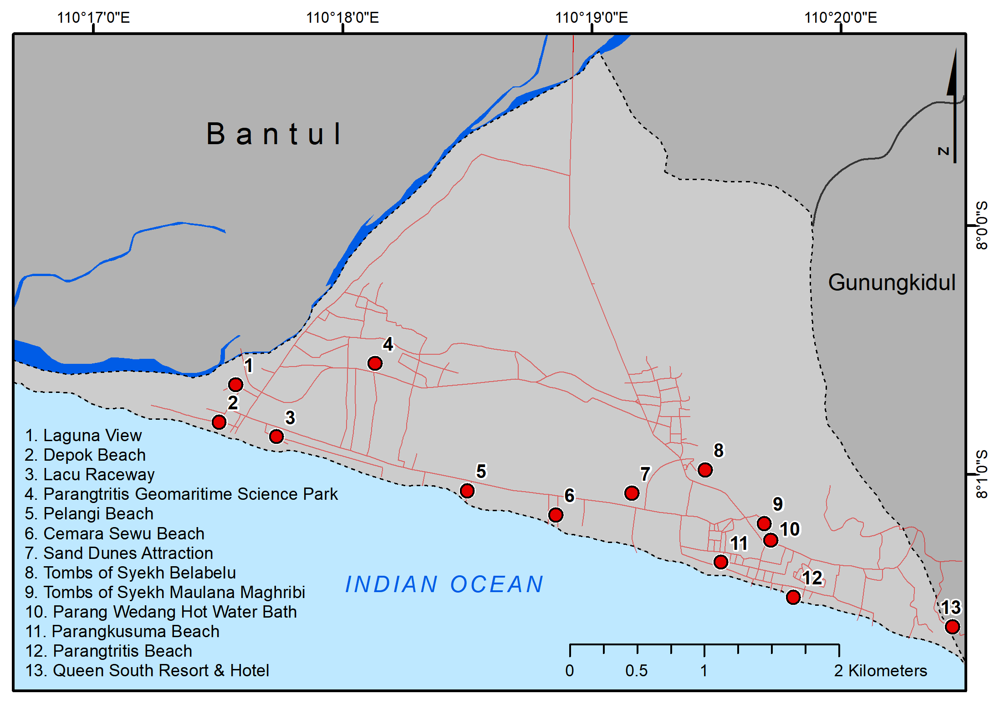 110°17'0"E
110°18'0"E
110°19'0"E
110°20'0"E
Bantul
N
8°0'0"S
Gunungkidul
8°1'0"S
1
2
3
4
5
6
7
8
9
10
11
12
13
1. Laguna View
2. Depok Beach
3. Lacu Raceway
4. Parangtritis Geomaritime Science Park
5. Pelangi Beach
6. Cemara Sewu Beach
7. Sand Dunes Attraction
8. Tombs of Syekh Belabelu
9. Tombs of Syekh Maulana Maghribi
10. Parang Wedang Hot Water Bath
11. Parangkusuma Beach
12. Parangtritis Beach
13. Queen South Resort & Hotel
INDIAN OCEAN
0 0.5 1 2 Kilometers